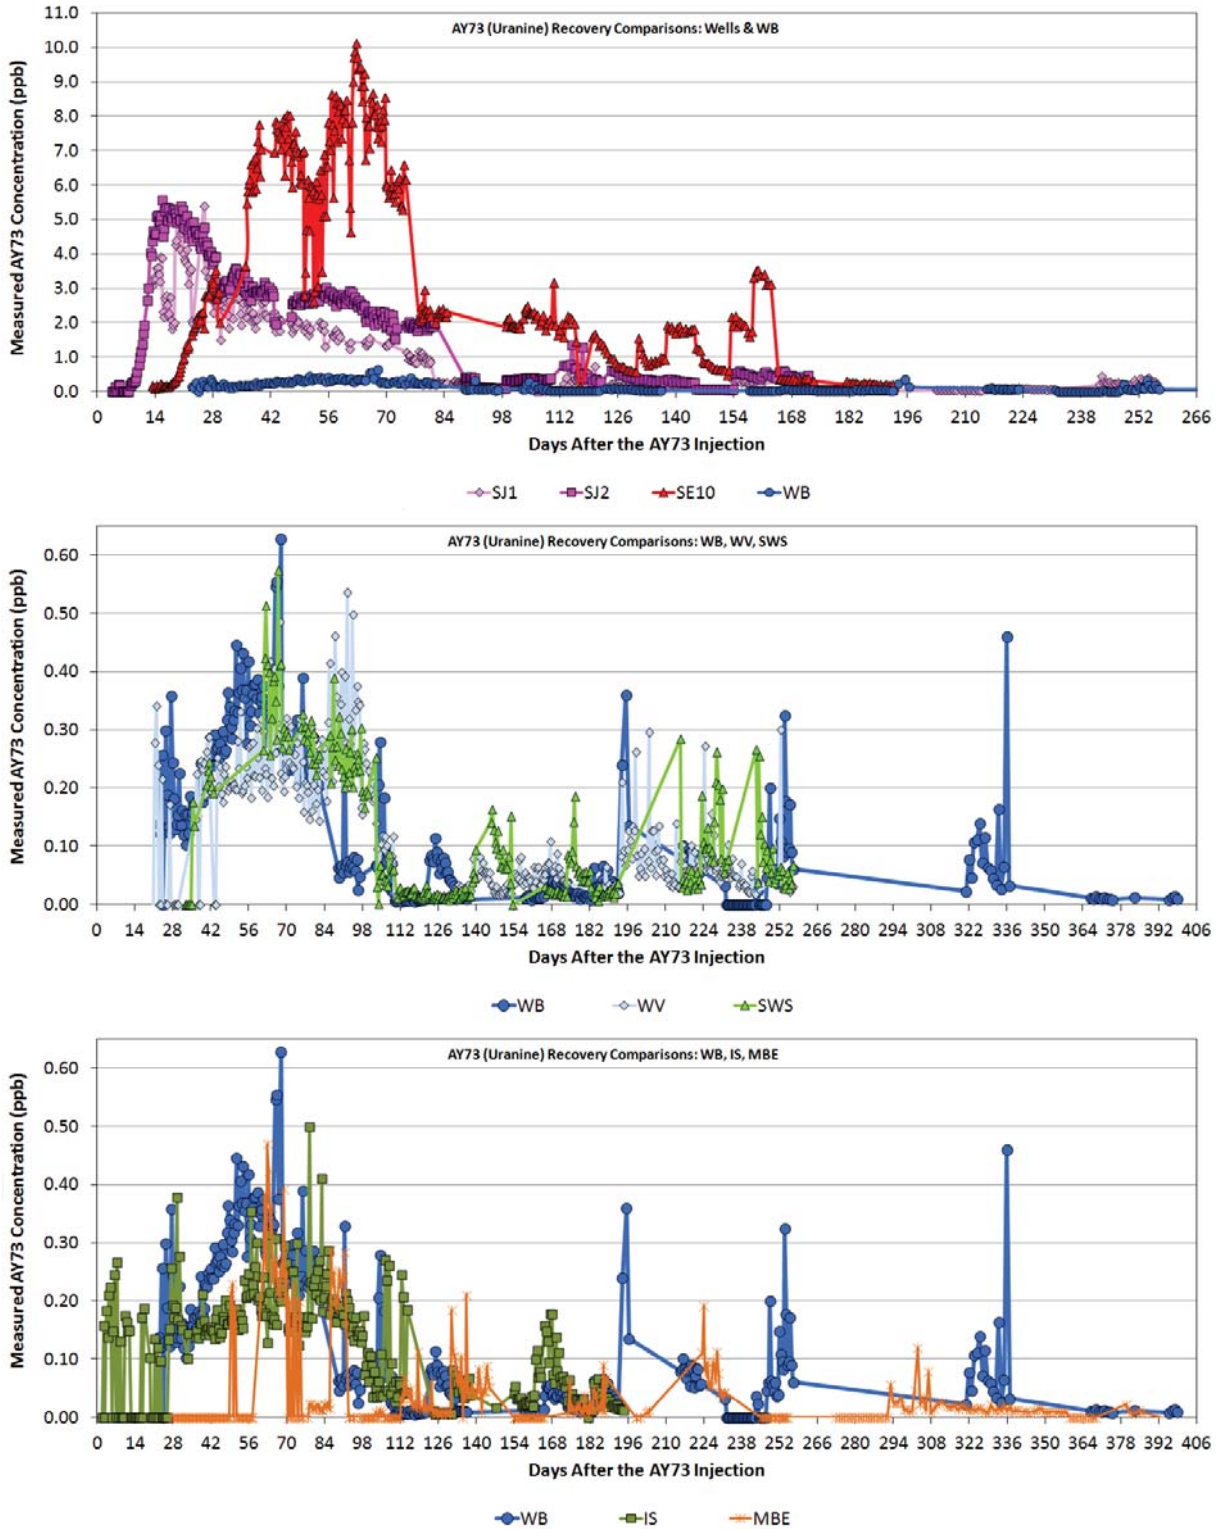 AY73 (Uranine) Recovery Comparisons: Wells & WB
Measured AY73 Concentration (ppb)
11.0
10.0
9.0
8.0
7.0
6.0
5.0
4.0
3.0
2.0
1.0
0.0
0 14 28 42 56 70 84 98 112 126 140 154 168 182 196 210 224 238 252 266
Days After the AY73 Injection
SJ1 SJ2 SE10 WB
AY73 (Uranine) Recovery Comparisons: WB, WV, SWS
Measured AY73 Concentration (ppb)
0.60
0.50
0.40
0.30
0.20
0.10
0.00
0 14 28 42 56 70 84 98 112 126 140 154 168 182 196 210 224 238 252 266 280 294 308 322 336 350 364 378 392 406
Days After the AY73 Injection
WB WV SWS
AY73 (Uranine) Recovery Comparisons: WB, IS, MBE
Measured AY73 Concentration (ppb)
0.60
0.50
0.40
0.30
0.20
0.10
0.00
0 14 28 42 56 70 84 98 112 126 140 154 168 182 196 210 224 238 252 266 280 294 308 322 336 350 364 378 392 406
Days After the AY73 Injection
WB IS MBE